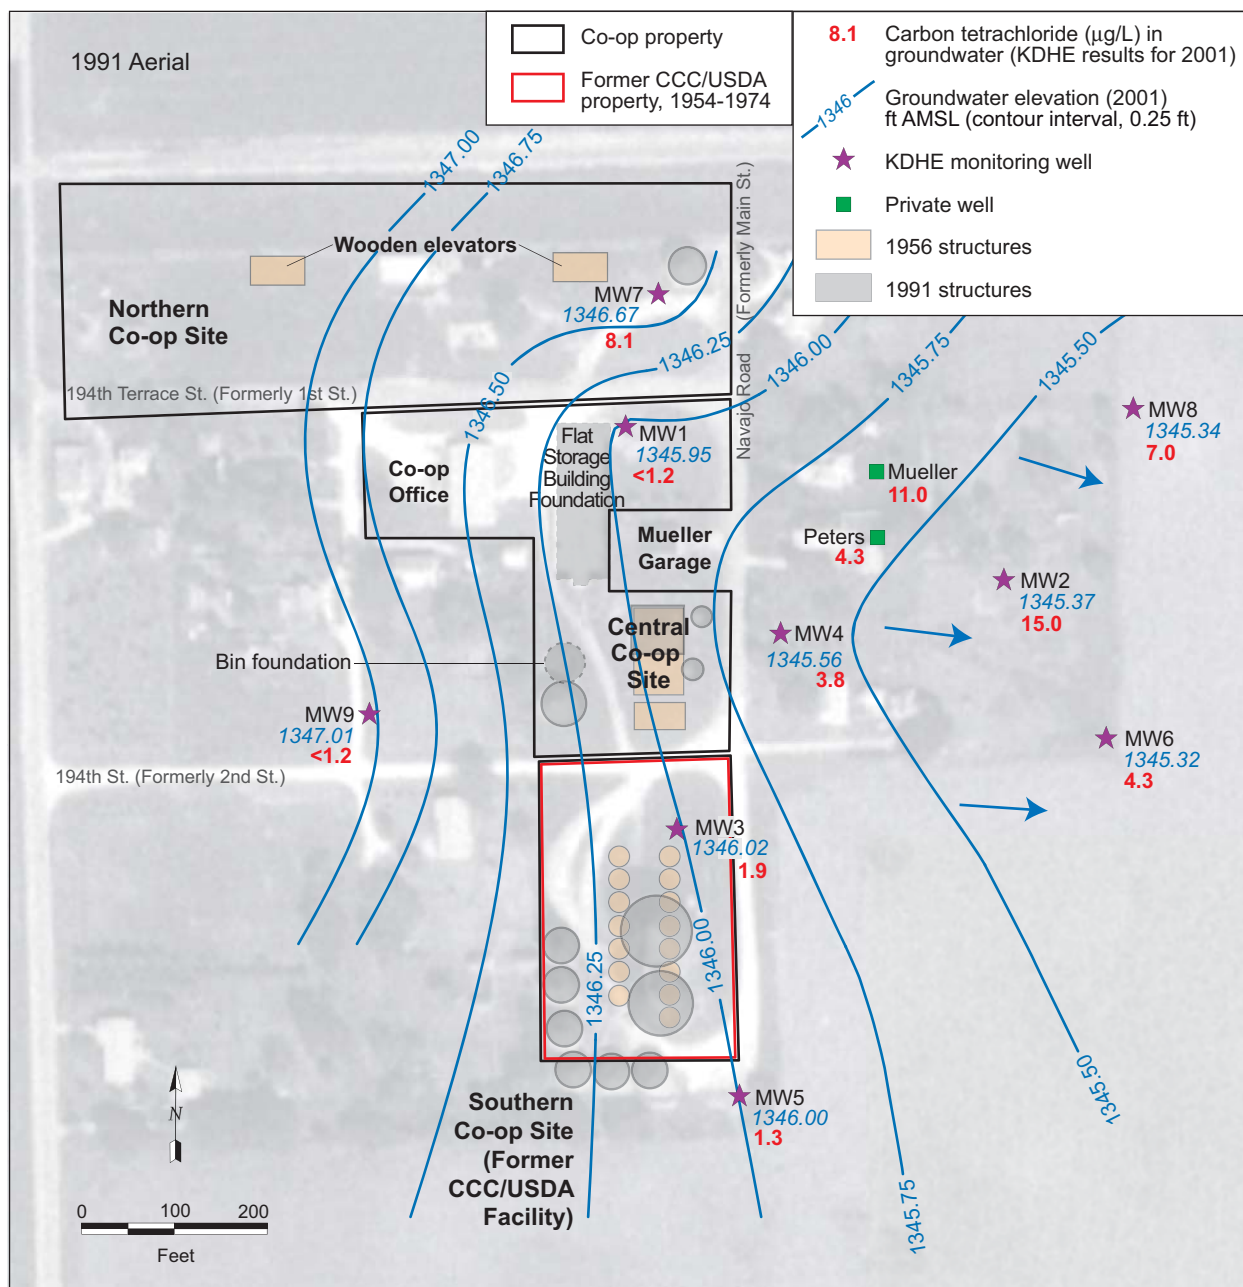 1991 Aerial
Co-op property
Former CCC/USDA
property, 1954-1974
8.1 Carbon tetrachloride (µg/L) in
groundwater (KDHE results for 2001)
1346 Groundwater elevation (2001)
ft AMSL (contour interval, 0.25 ft)
KDHE monitoring well
Private well
1956 structures
1991 structures
1347.00
1346.75
Navajo Road (Formerly Main St.)
Wooden elevators
Northern
Co-op Site
MW7
1346.67
8.1
1346.25
1346.00
1345.75
1345.50
1346.50
194th Terrace St. (Formerly 1st St.)
Co-op
Office
Flat
Storage
Building
Foundation
MW1
1345.95
<1.2
MW8
1345.34
7.0
Mueller
11.0
Mueller
Garage
Peters
4.3
MW2
1345.37
15.0
Central
Co-op
Site
MW4
1345.56
3.8
Bin foundation
MW9
1347.01
<1.2
MW6
1345.32
4.3
194th St. (Formerly 2nd St.)
MW3
1346.02
1.9
1346.25
1346.00
1345.50
1345.75
MW5
1346.00
1.3
Southern
Co-op Site
(Former
CCC/USDA
Facility)
N
0 100 200
Feet